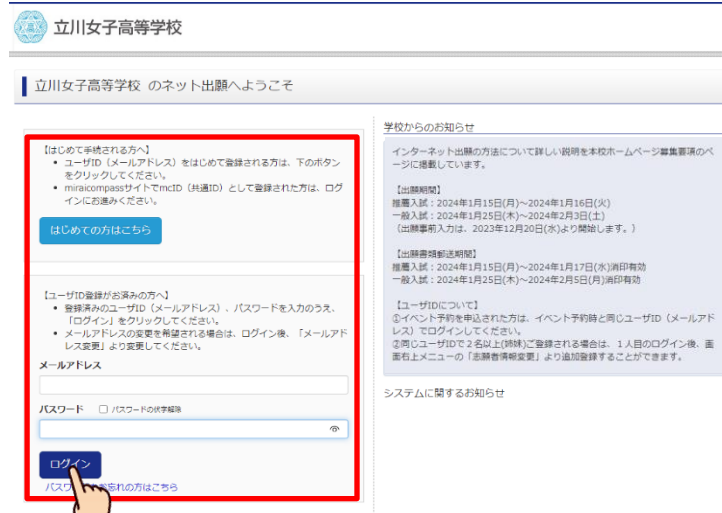 立川女子高等学校
立川女子高等学校 のネット出願へようこそ
【はじめて手続される方へ】
• ユーザID（メールアドレス）をはじめて登録される方は、下のボタン
をクリックしてください。
• miraicompassサイトでmcID（共通ID）として登録された方は、ログ
インにお進みください。
はじめての方はこちら
【ユーザID登録がお済みの方へ】
• 登録済みのユーザID（メールアドレス）、パスワードを入力のうえ、
「ログイン」をクリックしてください。
• メールアドレスの変更を希望される場合は、ログイン後、「メールアド
レス変更」より変更してください。
メールアドレス
パスワード パスワードの伏字解除
ログイン
パスワードをお忘れの方はこちら
学校からのお知らせ
インターネット出願の方法について詳しい説明を本校ホームページ募集要項のペ
ージに掲載しています。
【出願期間】
推薦入試：2024年1月15日(月)～2024年1月16日(火)
一般入試：2024年1月25日(木)～2024年2月3日(土)
（出願事前入力は、2023年12月20日(水)より開始します。）
【出願書類郵送期間】
推薦入試：2024年1月15日(月)～2024年1月17日(水)消印有効
一般入試：2024年1月25日(木)～2024年2月5日(月)消印有効
【ユーザIDについて】
①イベント予約を申込された方は、イベント予約時と同じユーザID（メールアド
レス）でログインしてください。
②同じユーザIDで２名以上(姉妹)ご登録される場合は、１人目のログイン後、画
面右上メニューの「志願者情報変更」より追加登録することができます。
システムに関するお知らせ